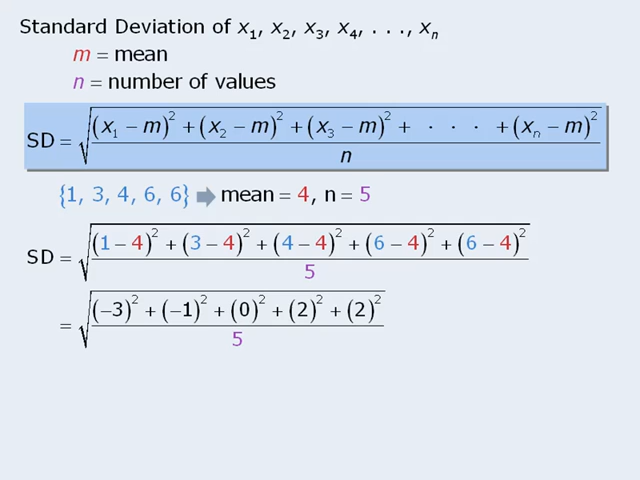 Standard Deviation of x₁, x₂, x₃, x₄, . . ., xₙ
m = mean
n = number of values
SD = √(((x₁ − m)² + (x₂ − m)² + (x₃ − m)² + · · · + (xₙ − m)²) / n)
{1, 3, 4, 6, 6} ➡ mean = 4, n = 5
SD = √(((1 − 4)² + (3 − 4)² + (4 − 4)² + (6 − 4)² + (6 − 4)²) / 5)
= √(((−3)² + (−1)² + (0)² + (2)² + (2)²) / 5)